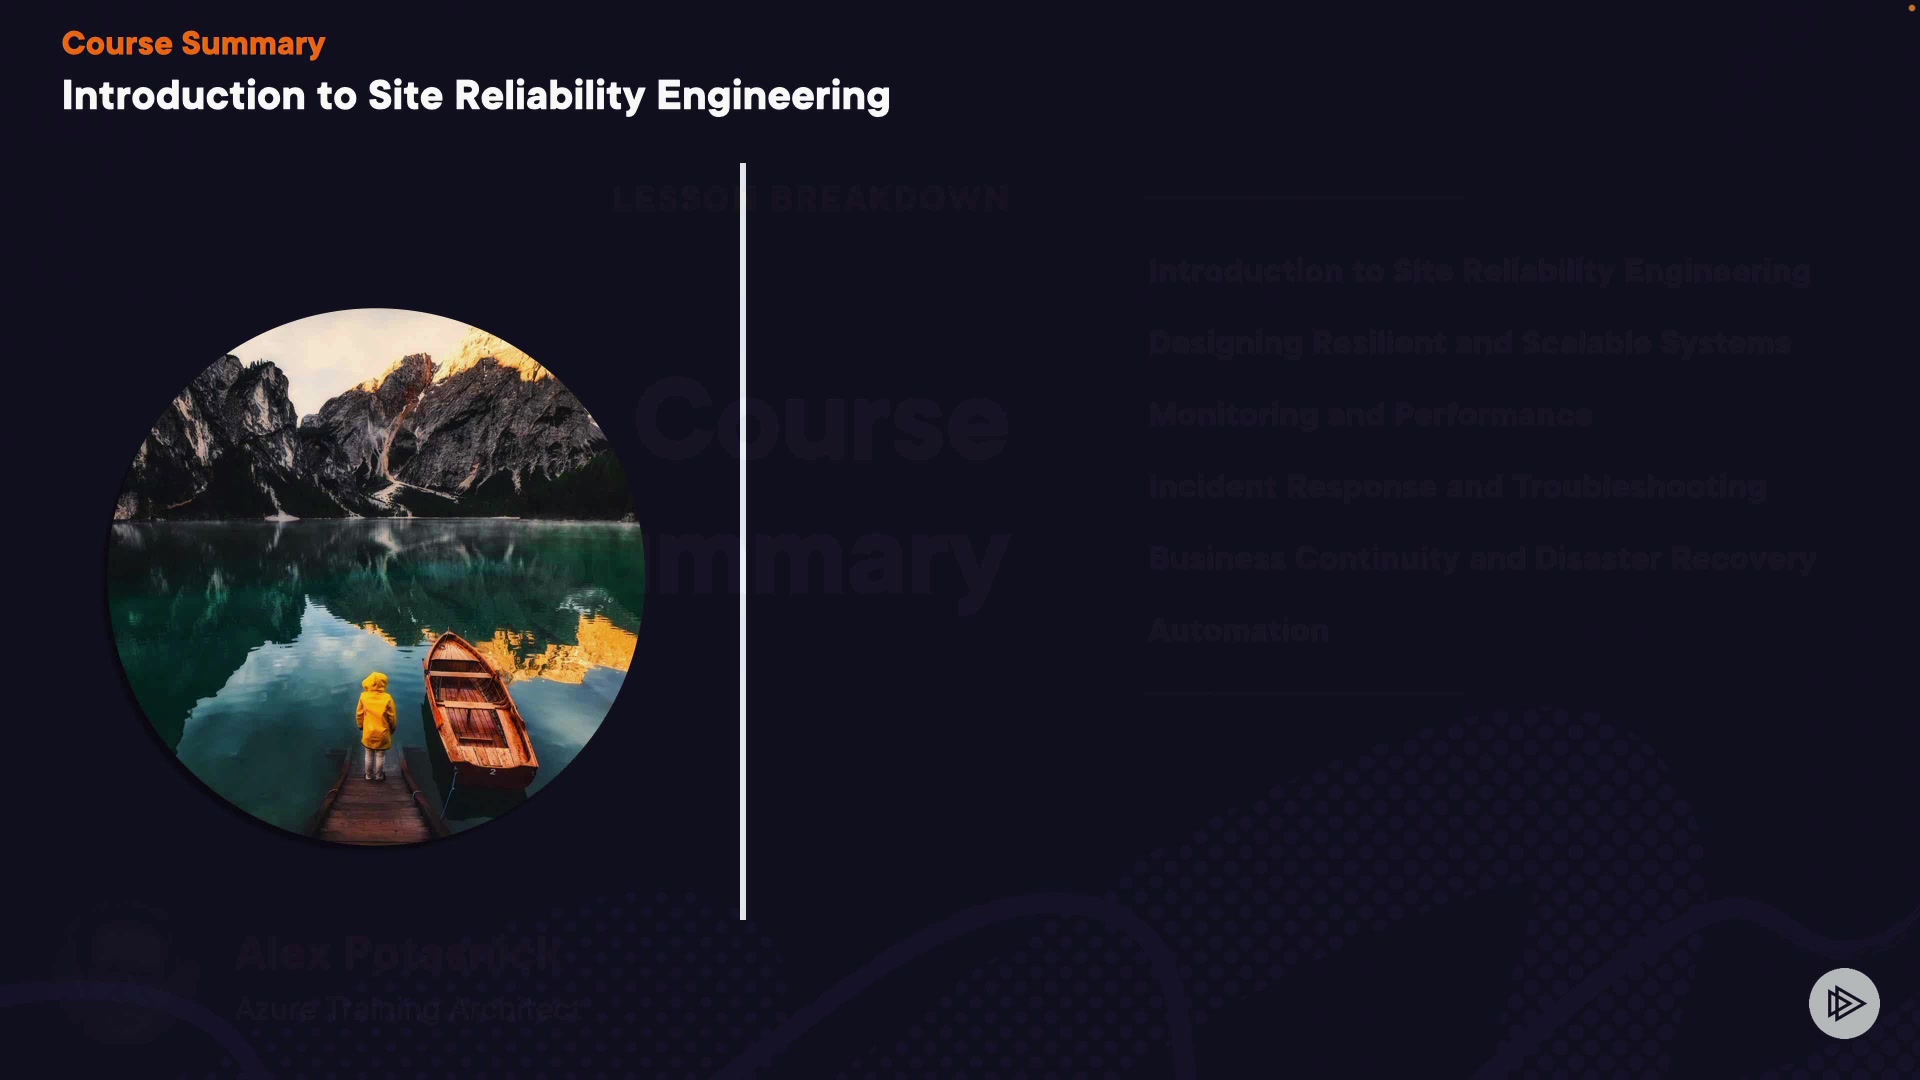 Course Summary
Introduction to Site Reliability Engineering
LESSON BREAKDOWN
Course
Summary
Introduction to Site Reliability Engineering
Designing Resilient and Scalable Systems
Monitoring and Performance
Incident Response and Troubleshooting
Business Continuity and Disaster Recovery
Automation
2
Alex Potasnick
Azure Training Architect